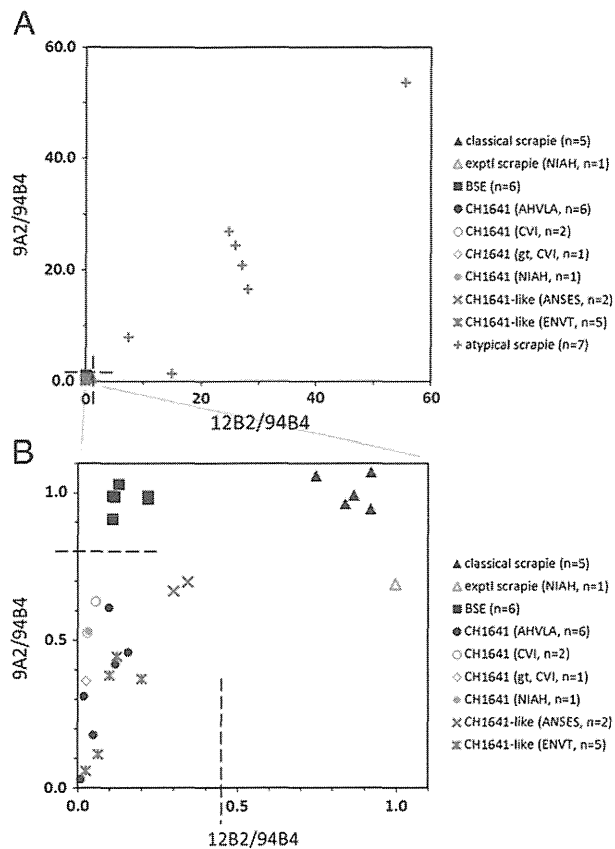 A
60.0
40.0
20.0
0.0
9A2/94B4
0
20
40
60
12B2/94B4
classical scrapie (n=5)
exptl scrapie (NIAH, n=1)
BSE (n=6)
CH1641 (AHVLA, n=6)
CH1641 (CVI, n=2)
CH1641 (gt, CVI, n=1)
CH1641 (NIAH, n=1)
CH1641-like (ANSES, n=2)
CH1641-like (ENVT, n=5)
atypical scrapie (n=7)
B
1.0
0.5
0.0
9A2/94B4
0.0
0.5
1.0
12B2/94B4
classical scrapie (n=5)
exptl scrapie (NIAH, n=1)
BSE (n=6)
CH1641 (AHVLA, n=6)
CH1641 (CVI, n=2)
CH1641 (gt, CVI, n=1)
CH1641 (NIAH, n=1)
CH1641-like (ANSES, n=2)
CH1641-like (ENVT, n=5)